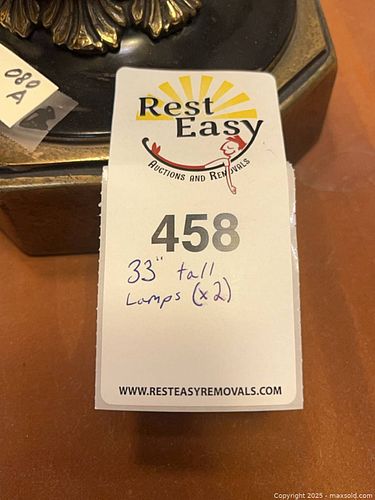 080
A
Rest
Easy
AUCTIONS AND REMOVALS
458
33" tall
Lamps (x2)
WWW.RESTEASYREMOVALS.COM
Copyright © 2025 - maxsold.com